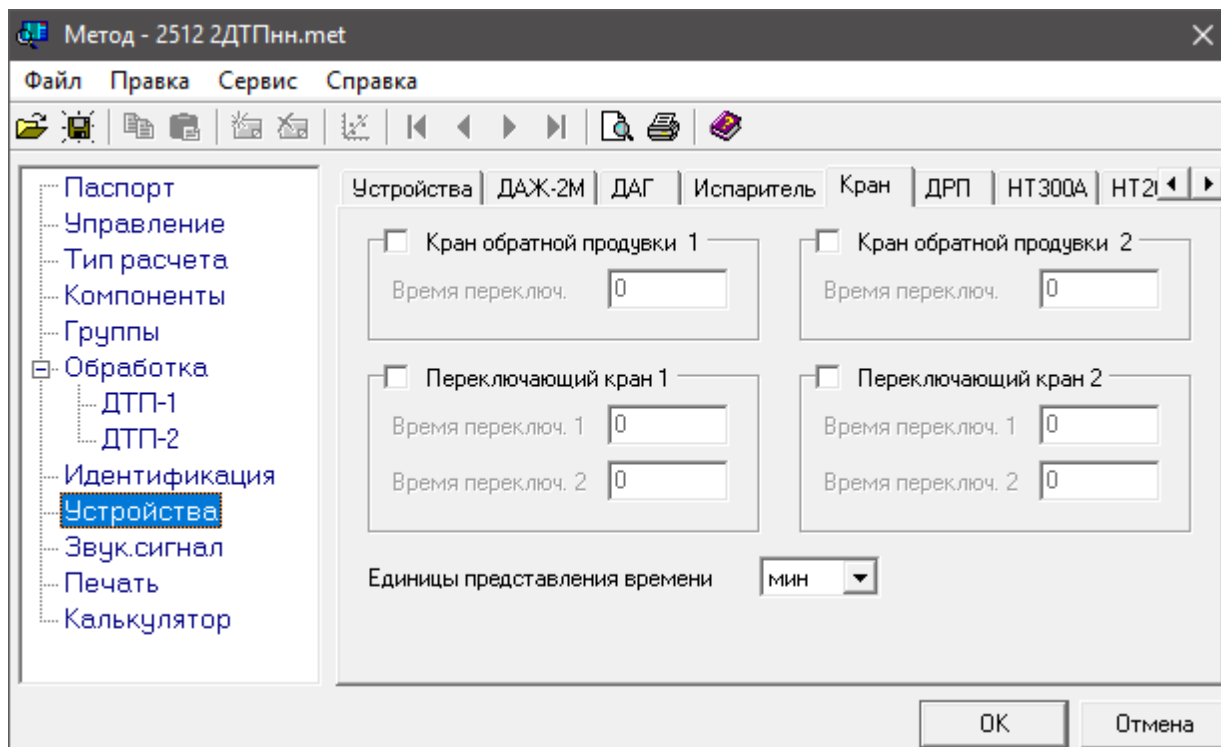 Метод - 2512 2ДТПнн.met
Файл Правка Сервис Справка
Паспорт
Управление
Тип расчета
Компоненты
Группы
Обработка
ДТП-1
ДТП-2
Идентификация
Устройства
Звук.сигнал
Печать
Калькулятор
Устройства ДАЖ-2М ДАГ Испаритель Кран ДРП НТ300А
Кран обратной продувки 1
Время переключ. 0
Кран обратной продувки 2
Время переключ. 0
Переключающий кран 1
Время переключ. 1 0
Время переключ. 2 0
Переключающий кран 2
Время переключ. 1 0
Время переключ. 2 0
Единицы представления времени мин
OK Отмена